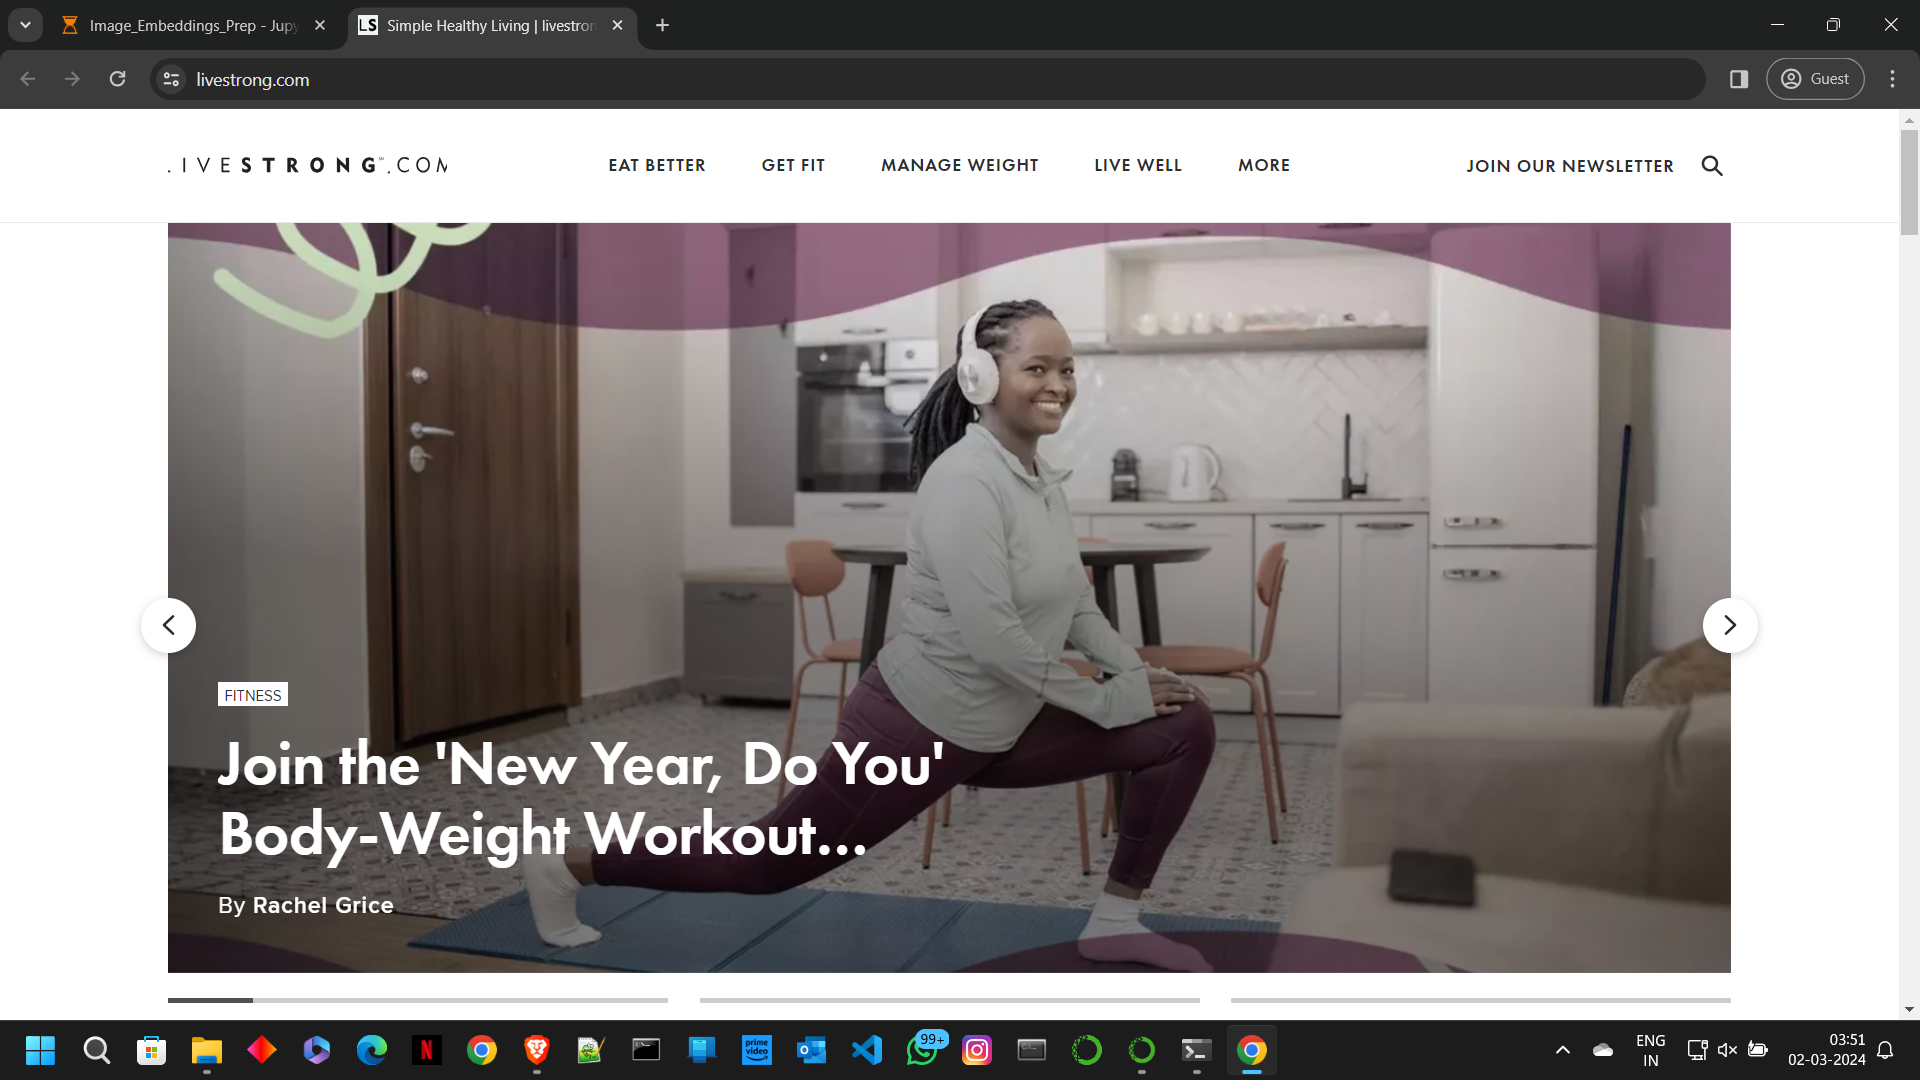 Image_Embeddings_Prep - Jupy
Simple Healthy Living | livestron
livestrong.com
Guest
LIVESTRONG.COM
EAT BETTER
GET FIT
MANAGE WEIGHT
LIVE WELL
MORE
JOIN OUR NEWSLETTER
FITNESS
Join the 'New Year, Do You'
Body-Weight Workout...
By Rachel Grice
99+
prime video
ENG
IN
03:51
02-03-2024